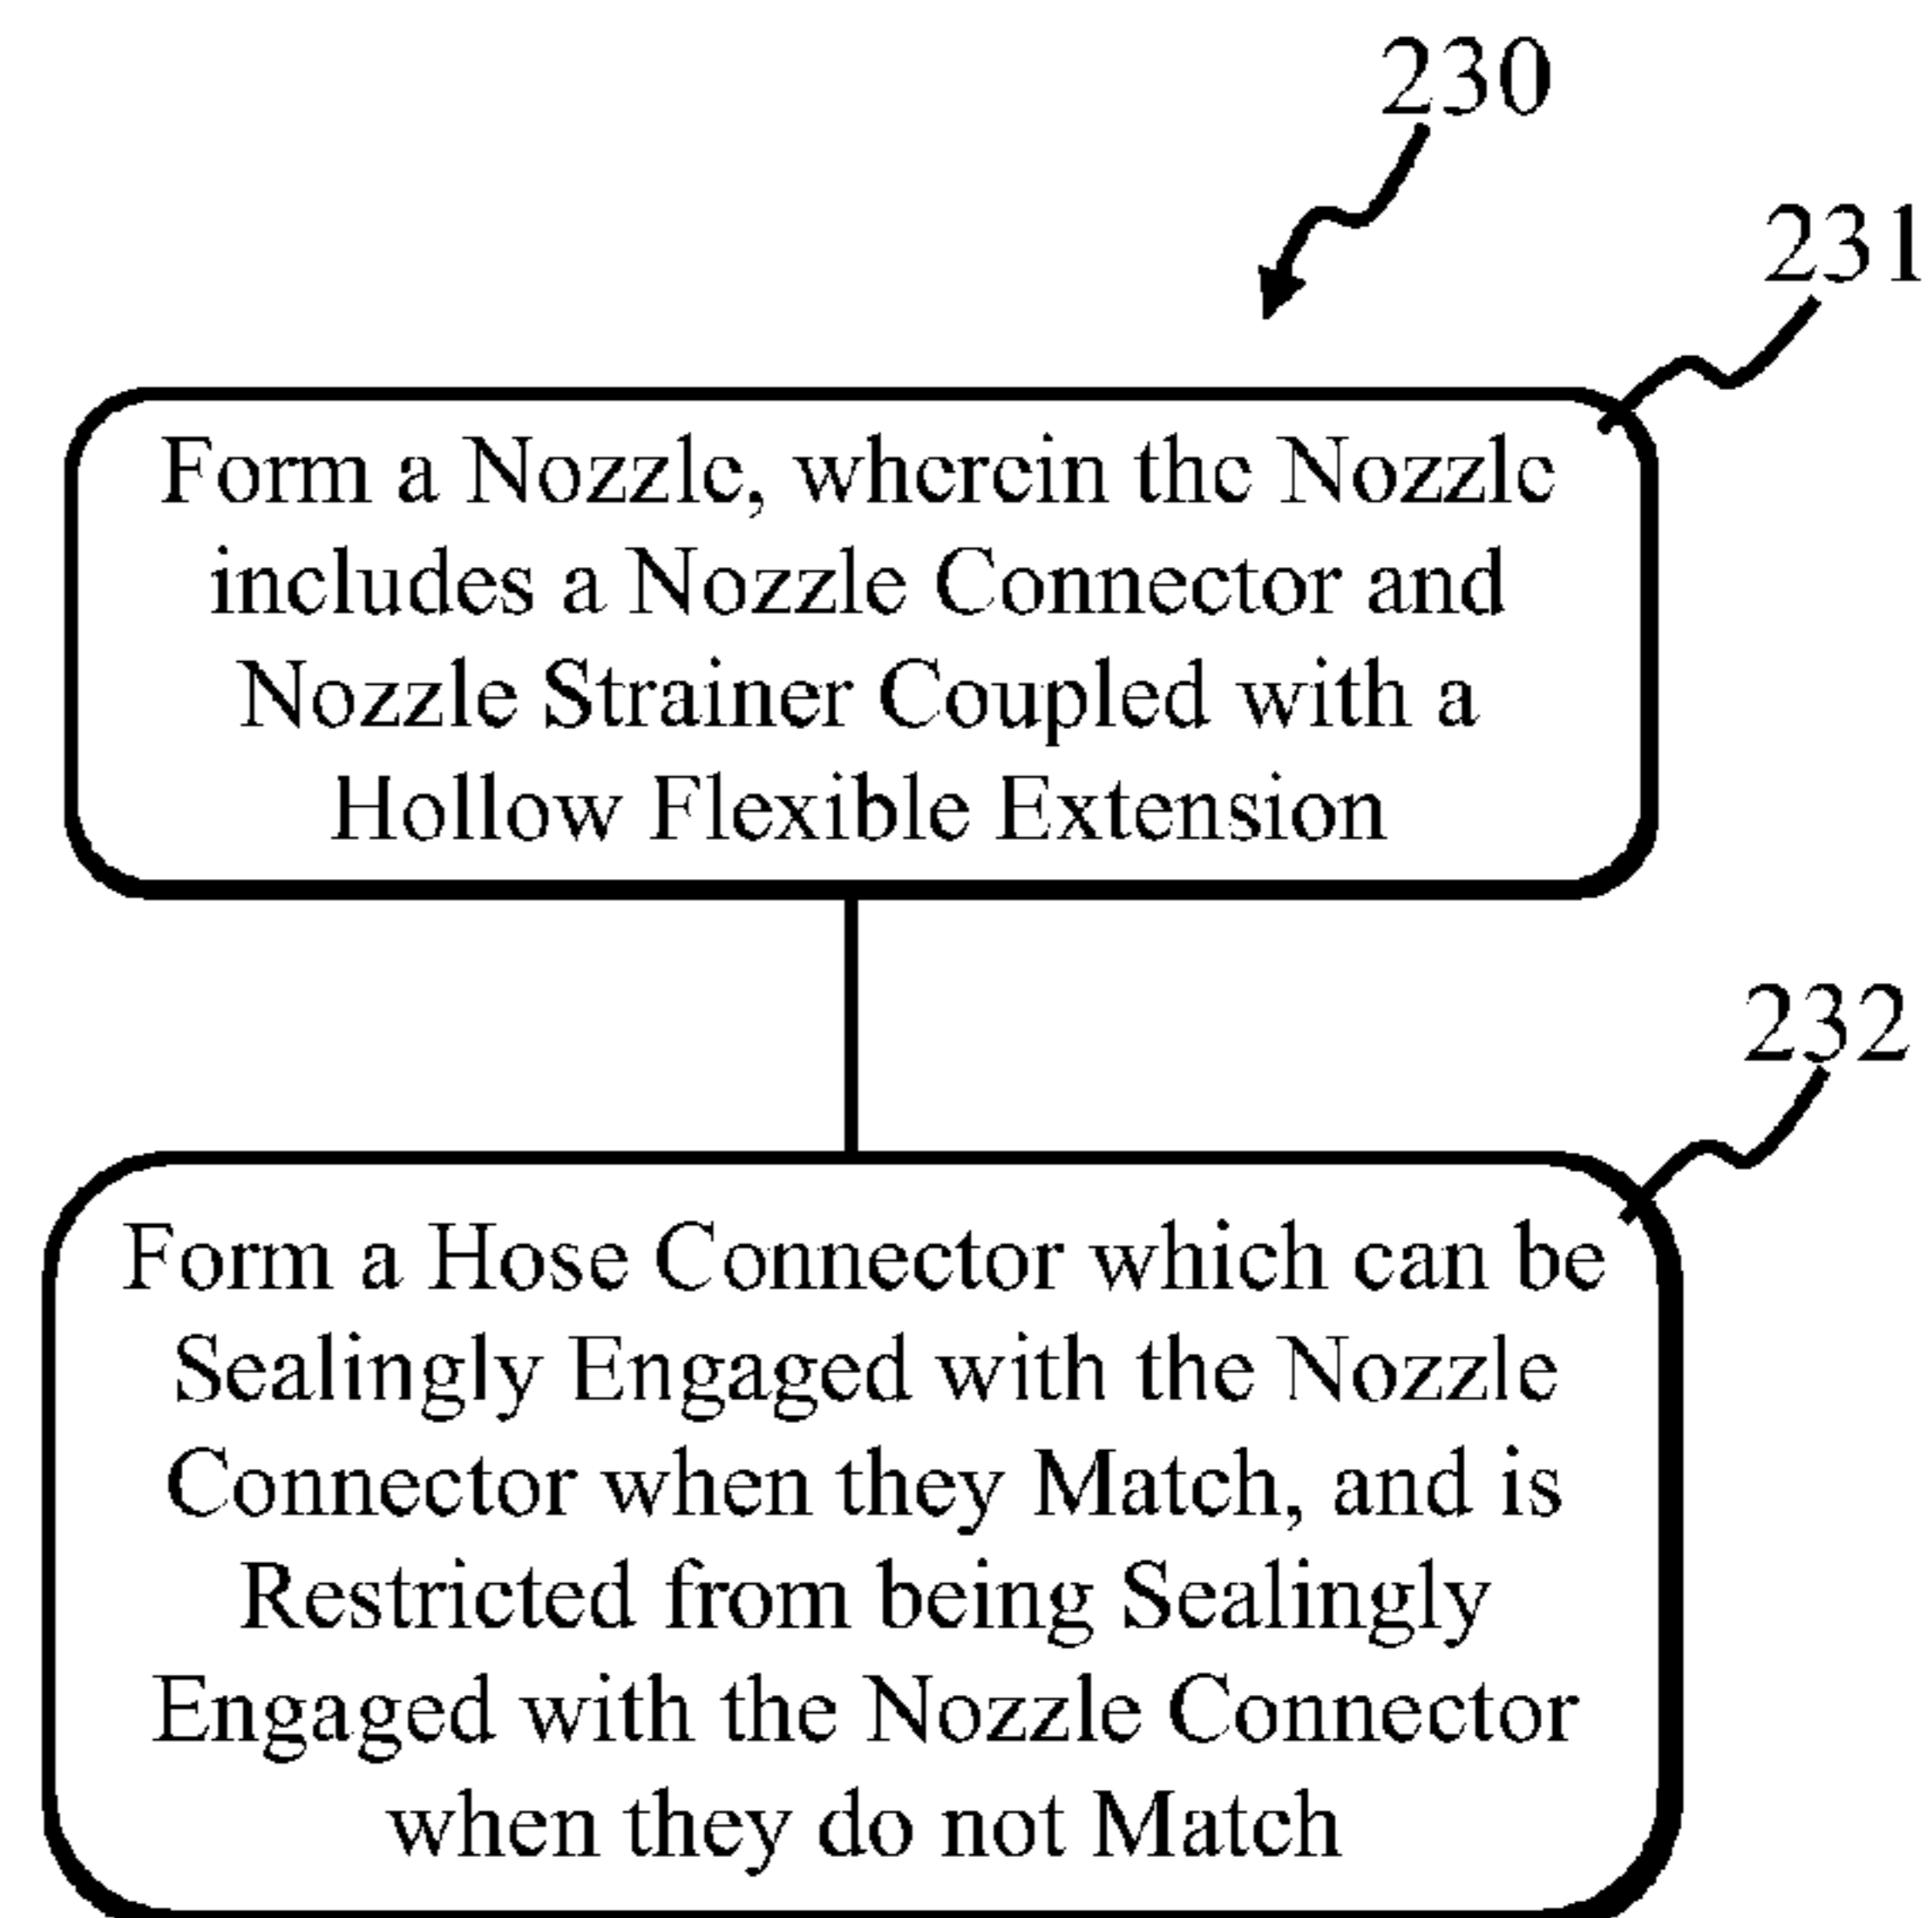 230
231
Form a Nozzle, wherein the Nozzle
includes a Nozzle Connector and
Nozzle Strainer Coupled with a
Hollow Flexible Extension
232
Form a Hose Connector which can be
Sealingly Engaged with the Nozzle
Connector when they Match, and is
Restricted from being Sealingly
Engaged with the Nozzle Connector
when they do not Match